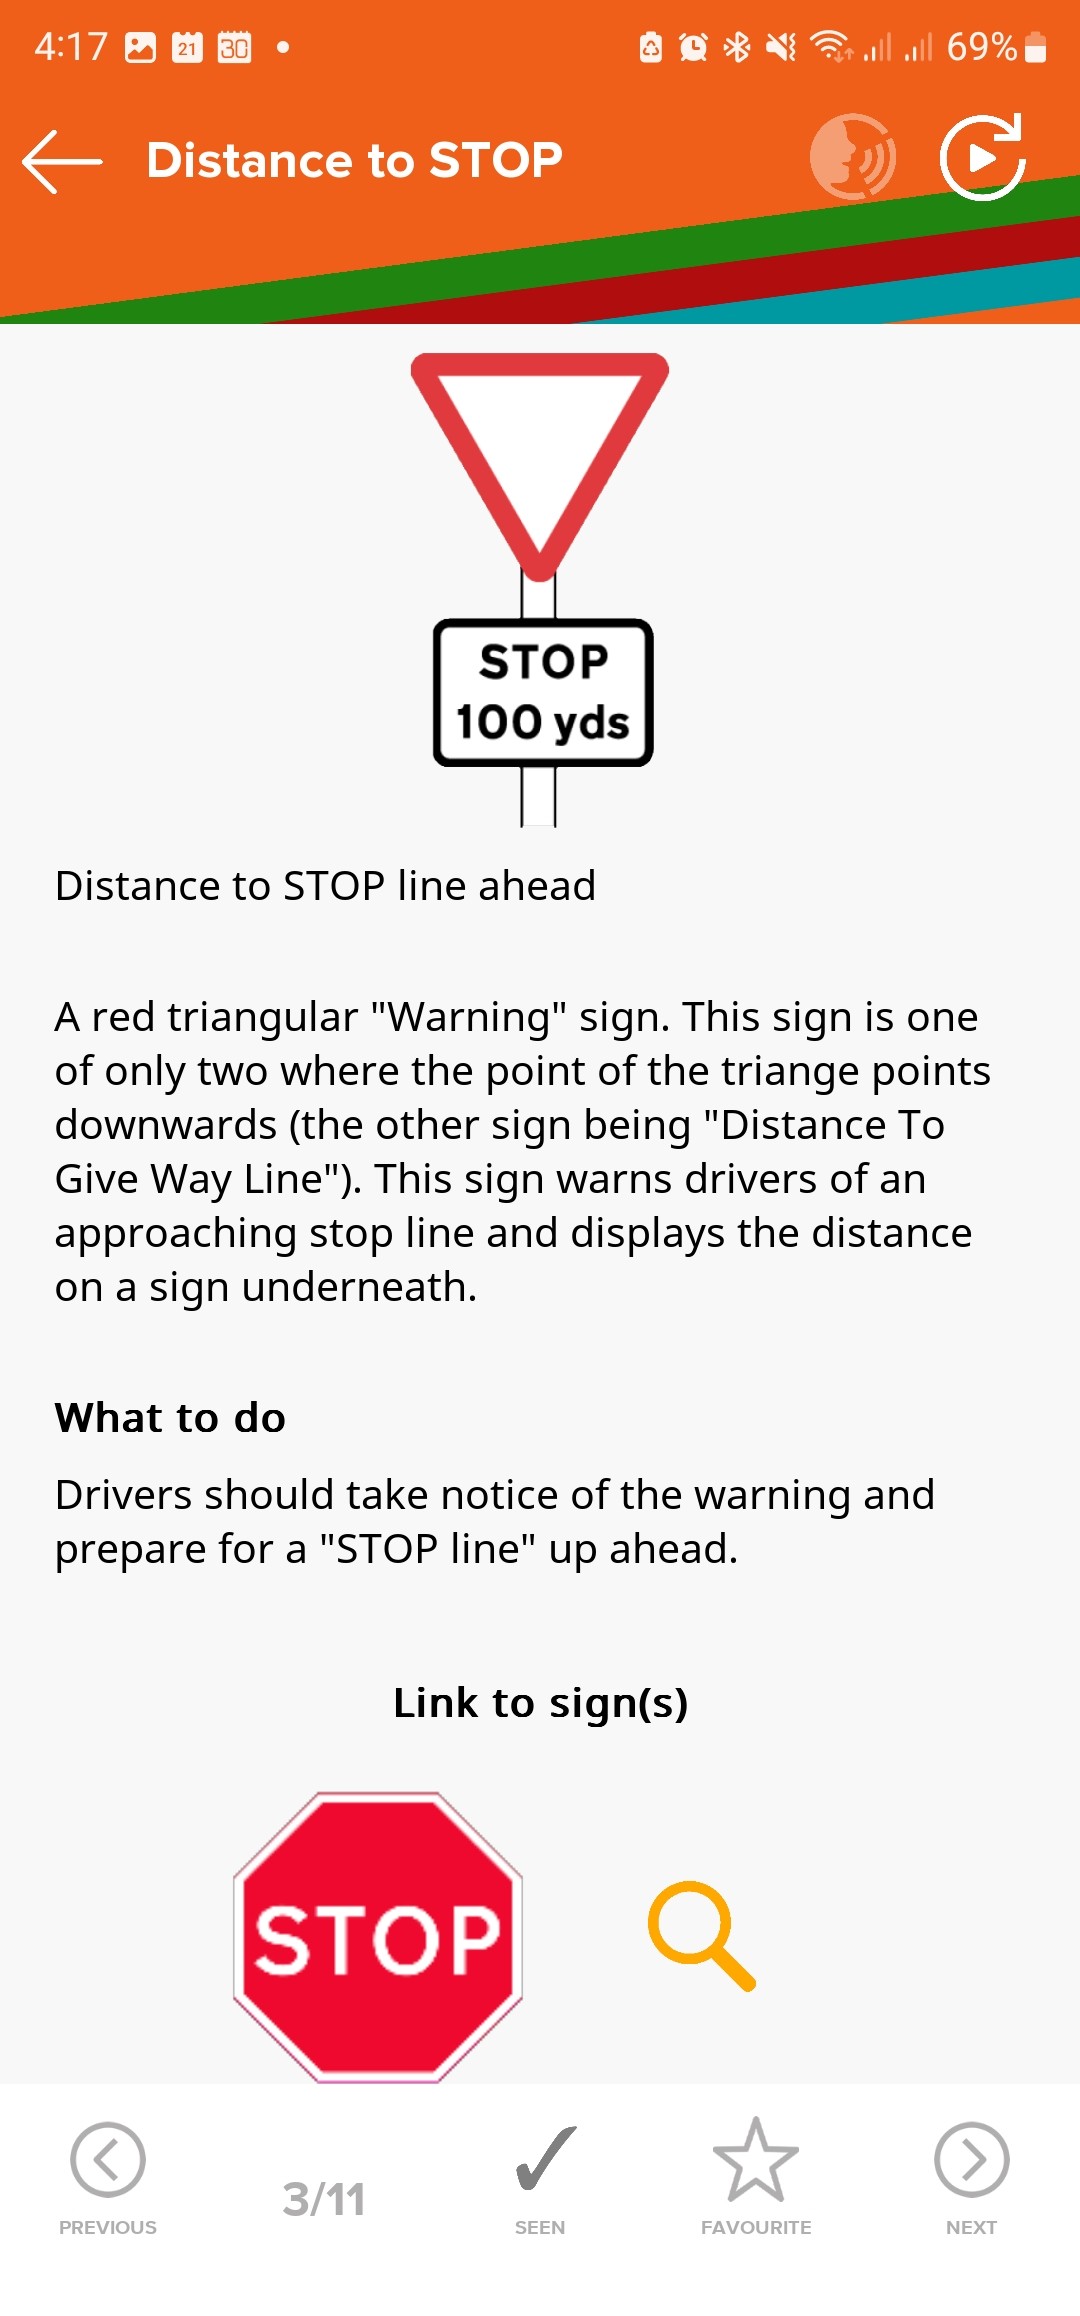 4:17 21 30 69%
Distance to STOP
STOP
100 yds
Distance to STOP line ahead
A red triangular "Warning" sign. This sign is one
of only two where the point of the triange points
downwards (the other sign being "Distance To
Give Way Line"). This sign warns drivers of an
approaching stop line and displays the distance
on a sign underneath.
What to do
Drivers should take notice of the warning and
prepare for a "STOP line" up ahead.
Link to sign(s)
STOP
PREVIOUS 3/11 SEEN FAVOURITE NEXT